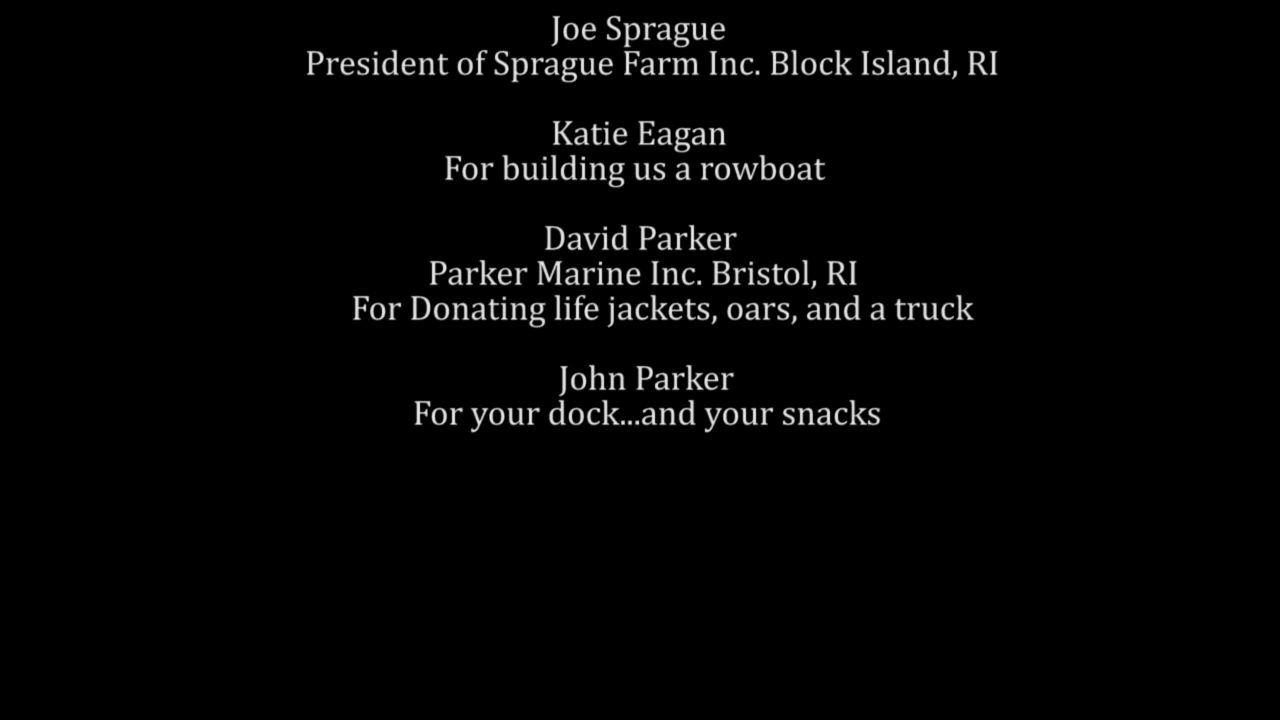 Joe Sprague
President of Sprague Farm Inc. Block Island, RI
Katie Eagan
For building us a rowboat
David Parker
Parker Marine Inc. Bristol, RI
For Donating life jackets, oars, and a truck
John Parker
For your dock...and your snacks